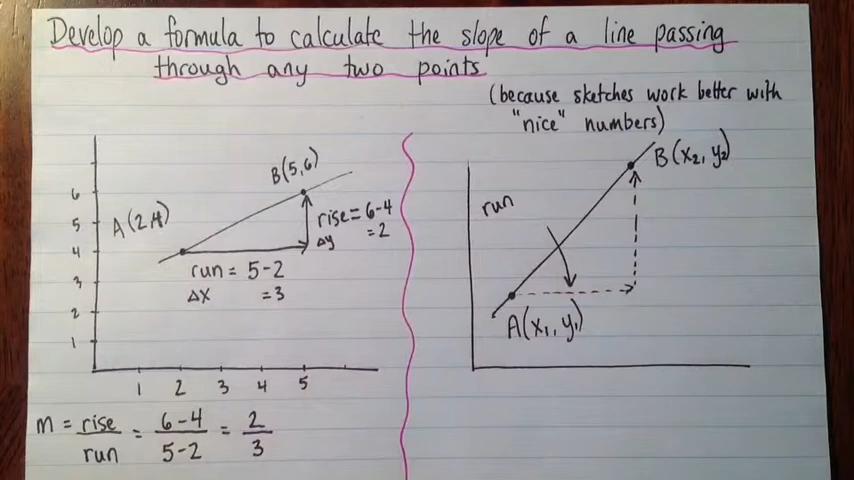 Develop a formula to calculate the slope of a line passing
through any two points
(because sketches work better with
"nice" numbers)
B(5,6)
A(2,4)
6
5
4
3
2
1
rise = 6-4
Δy = 2
run = 5-2
Δx = 3
1 2 3 4 5
m = rise/run = 6-4/5-2 = 2/3
B(x₂, y₂)
run
A(x₁, y₁)